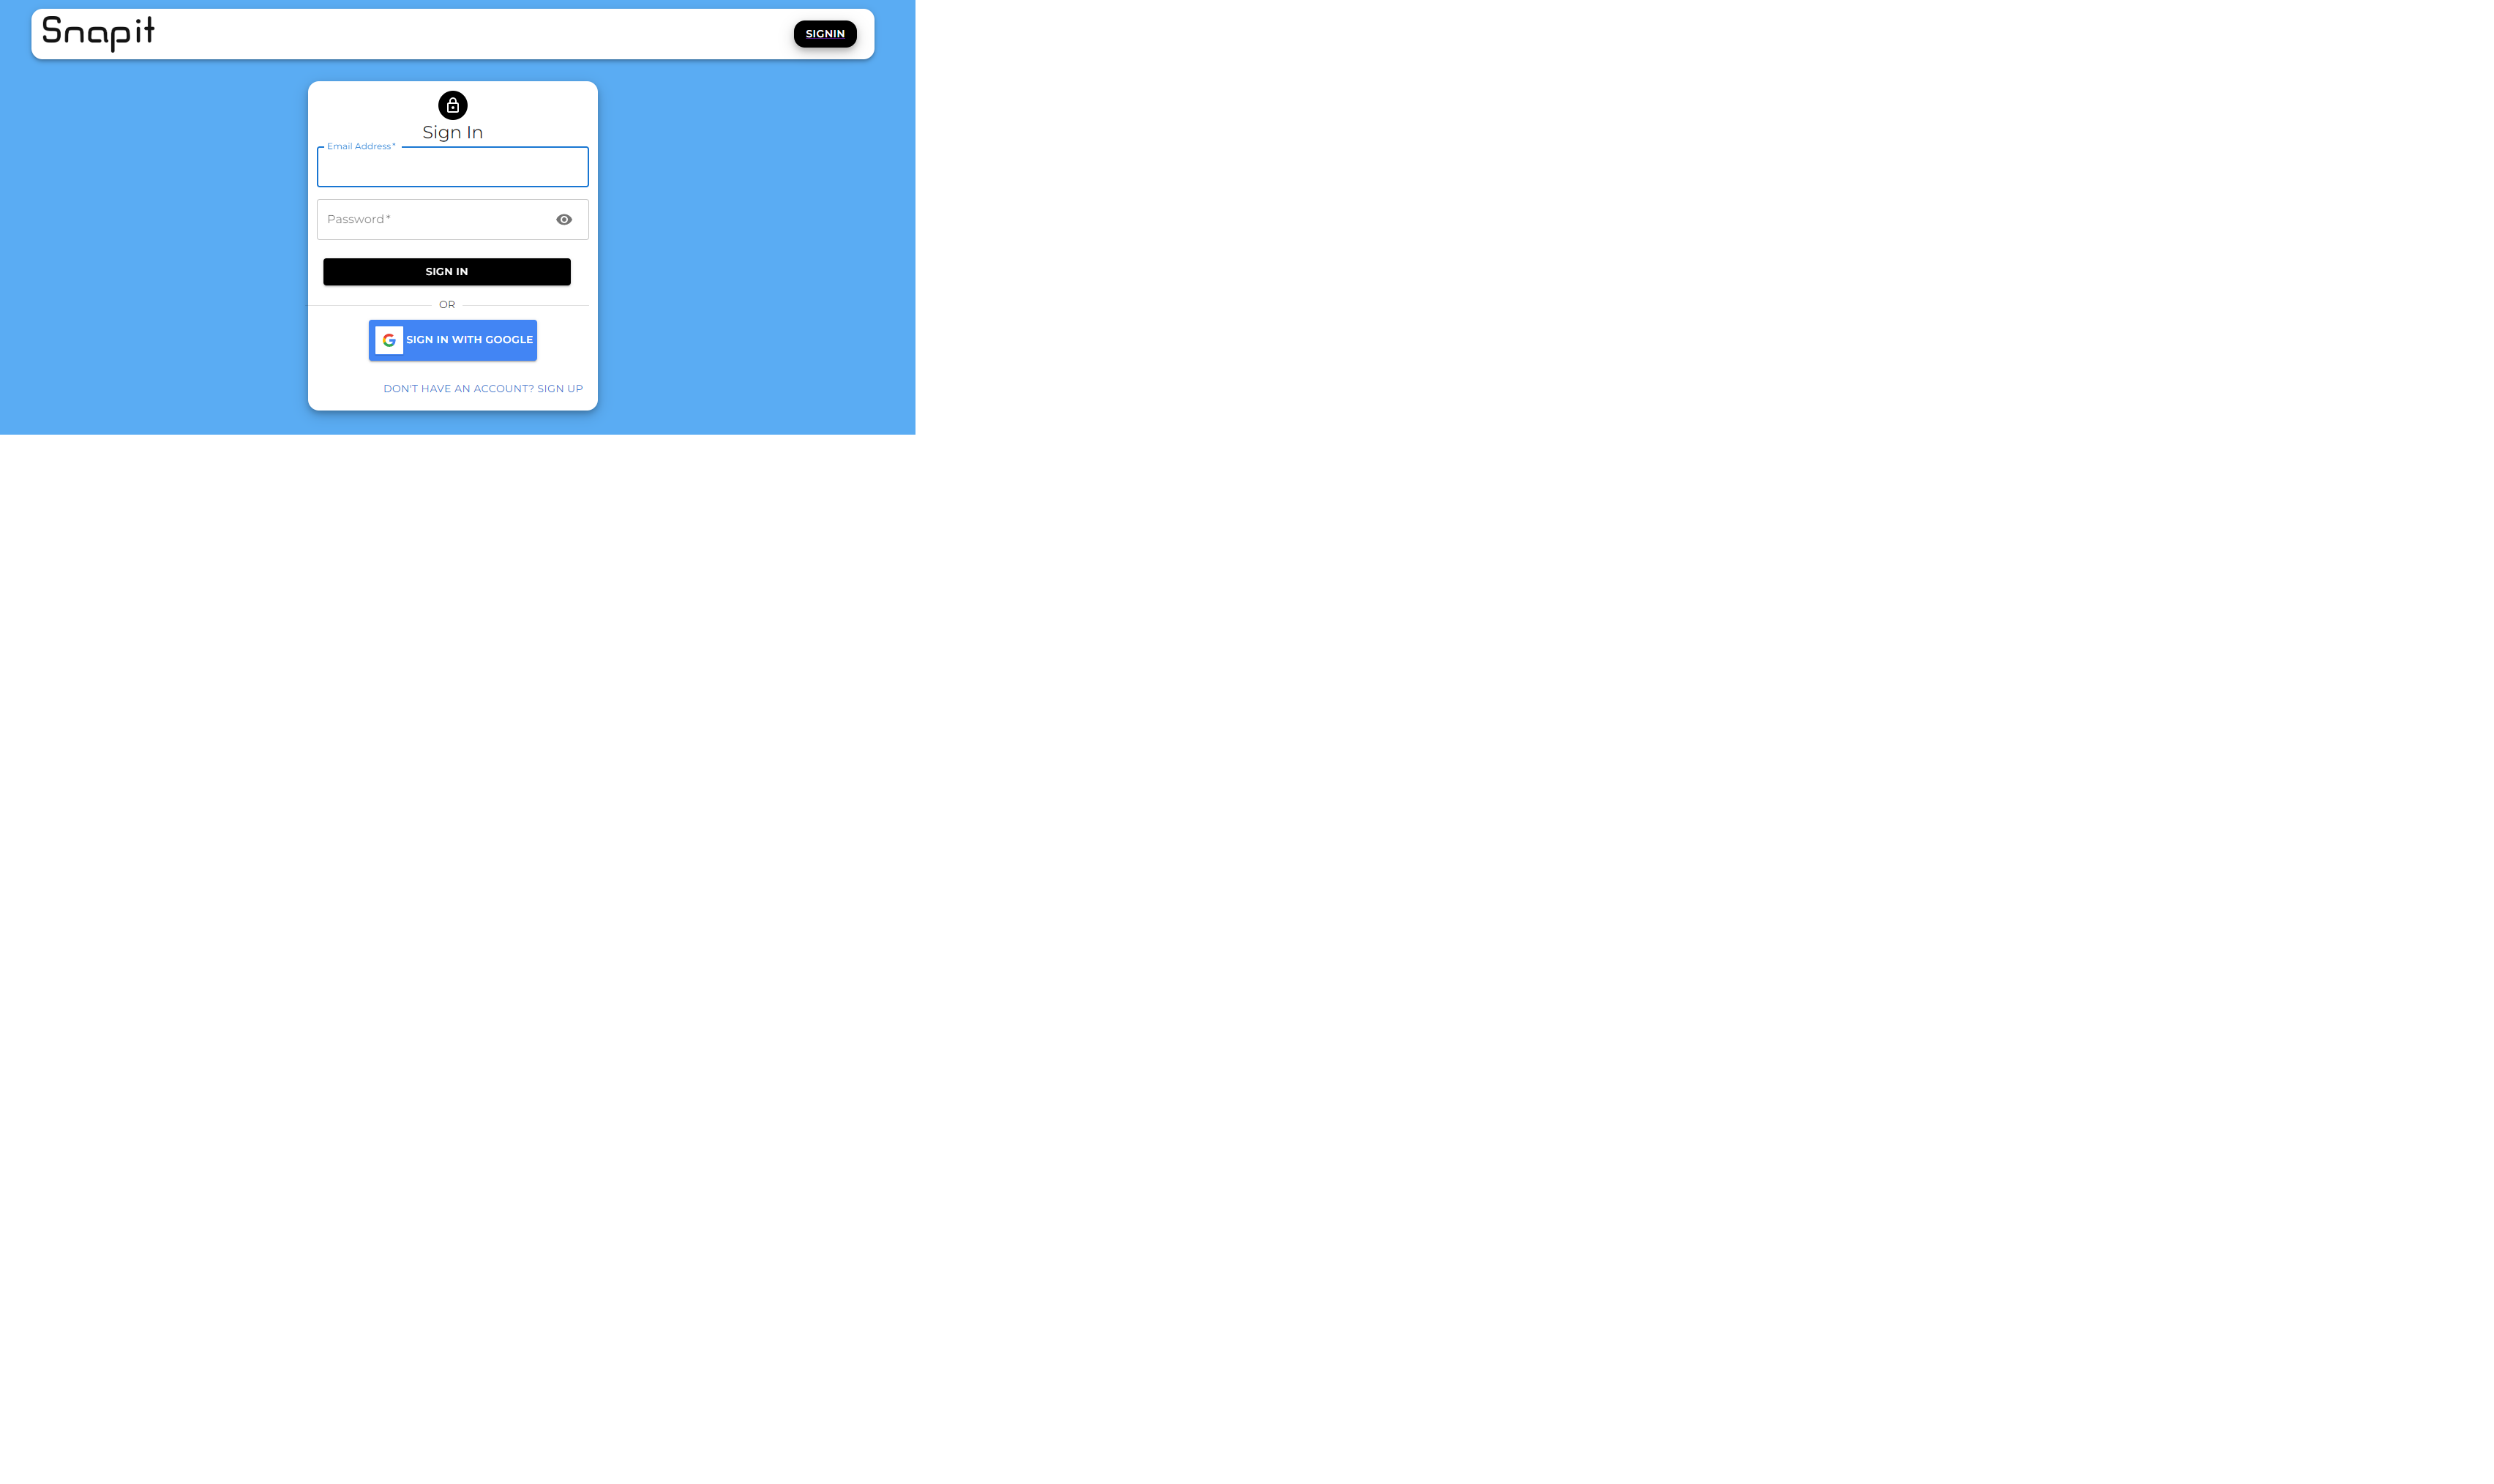 Snapit
SIGNIN
Sign In
Email Address *
Password *
SIGN IN
OR
SIGN IN WITH GOOGLE
DON'T HAVE AN ACCOUNT? SIGN UP